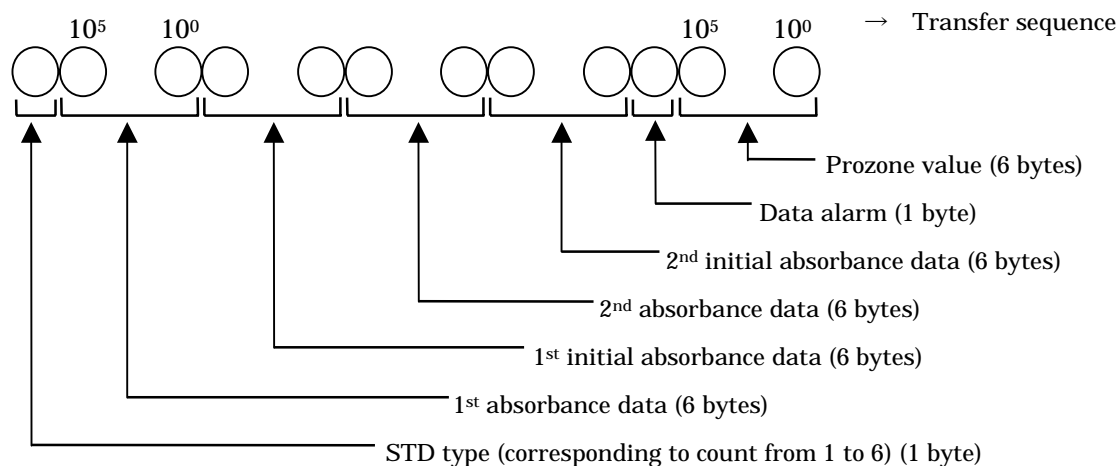 → Transfer sequence
10⁵ 10⁰ 10⁵ 10⁰
Prozone value (6 bytes)
Data alarm (1 byte)
2ⁿᵈ initial absorbance data (6 bytes)
2ⁿᵈ absorbance data (6 bytes)
1ˢᵗ initial absorbance data (6 bytes)
1ˢᵗ absorbance data (6 bytes)
STD type (corresponding to count from 1 to 6) (1 byte)